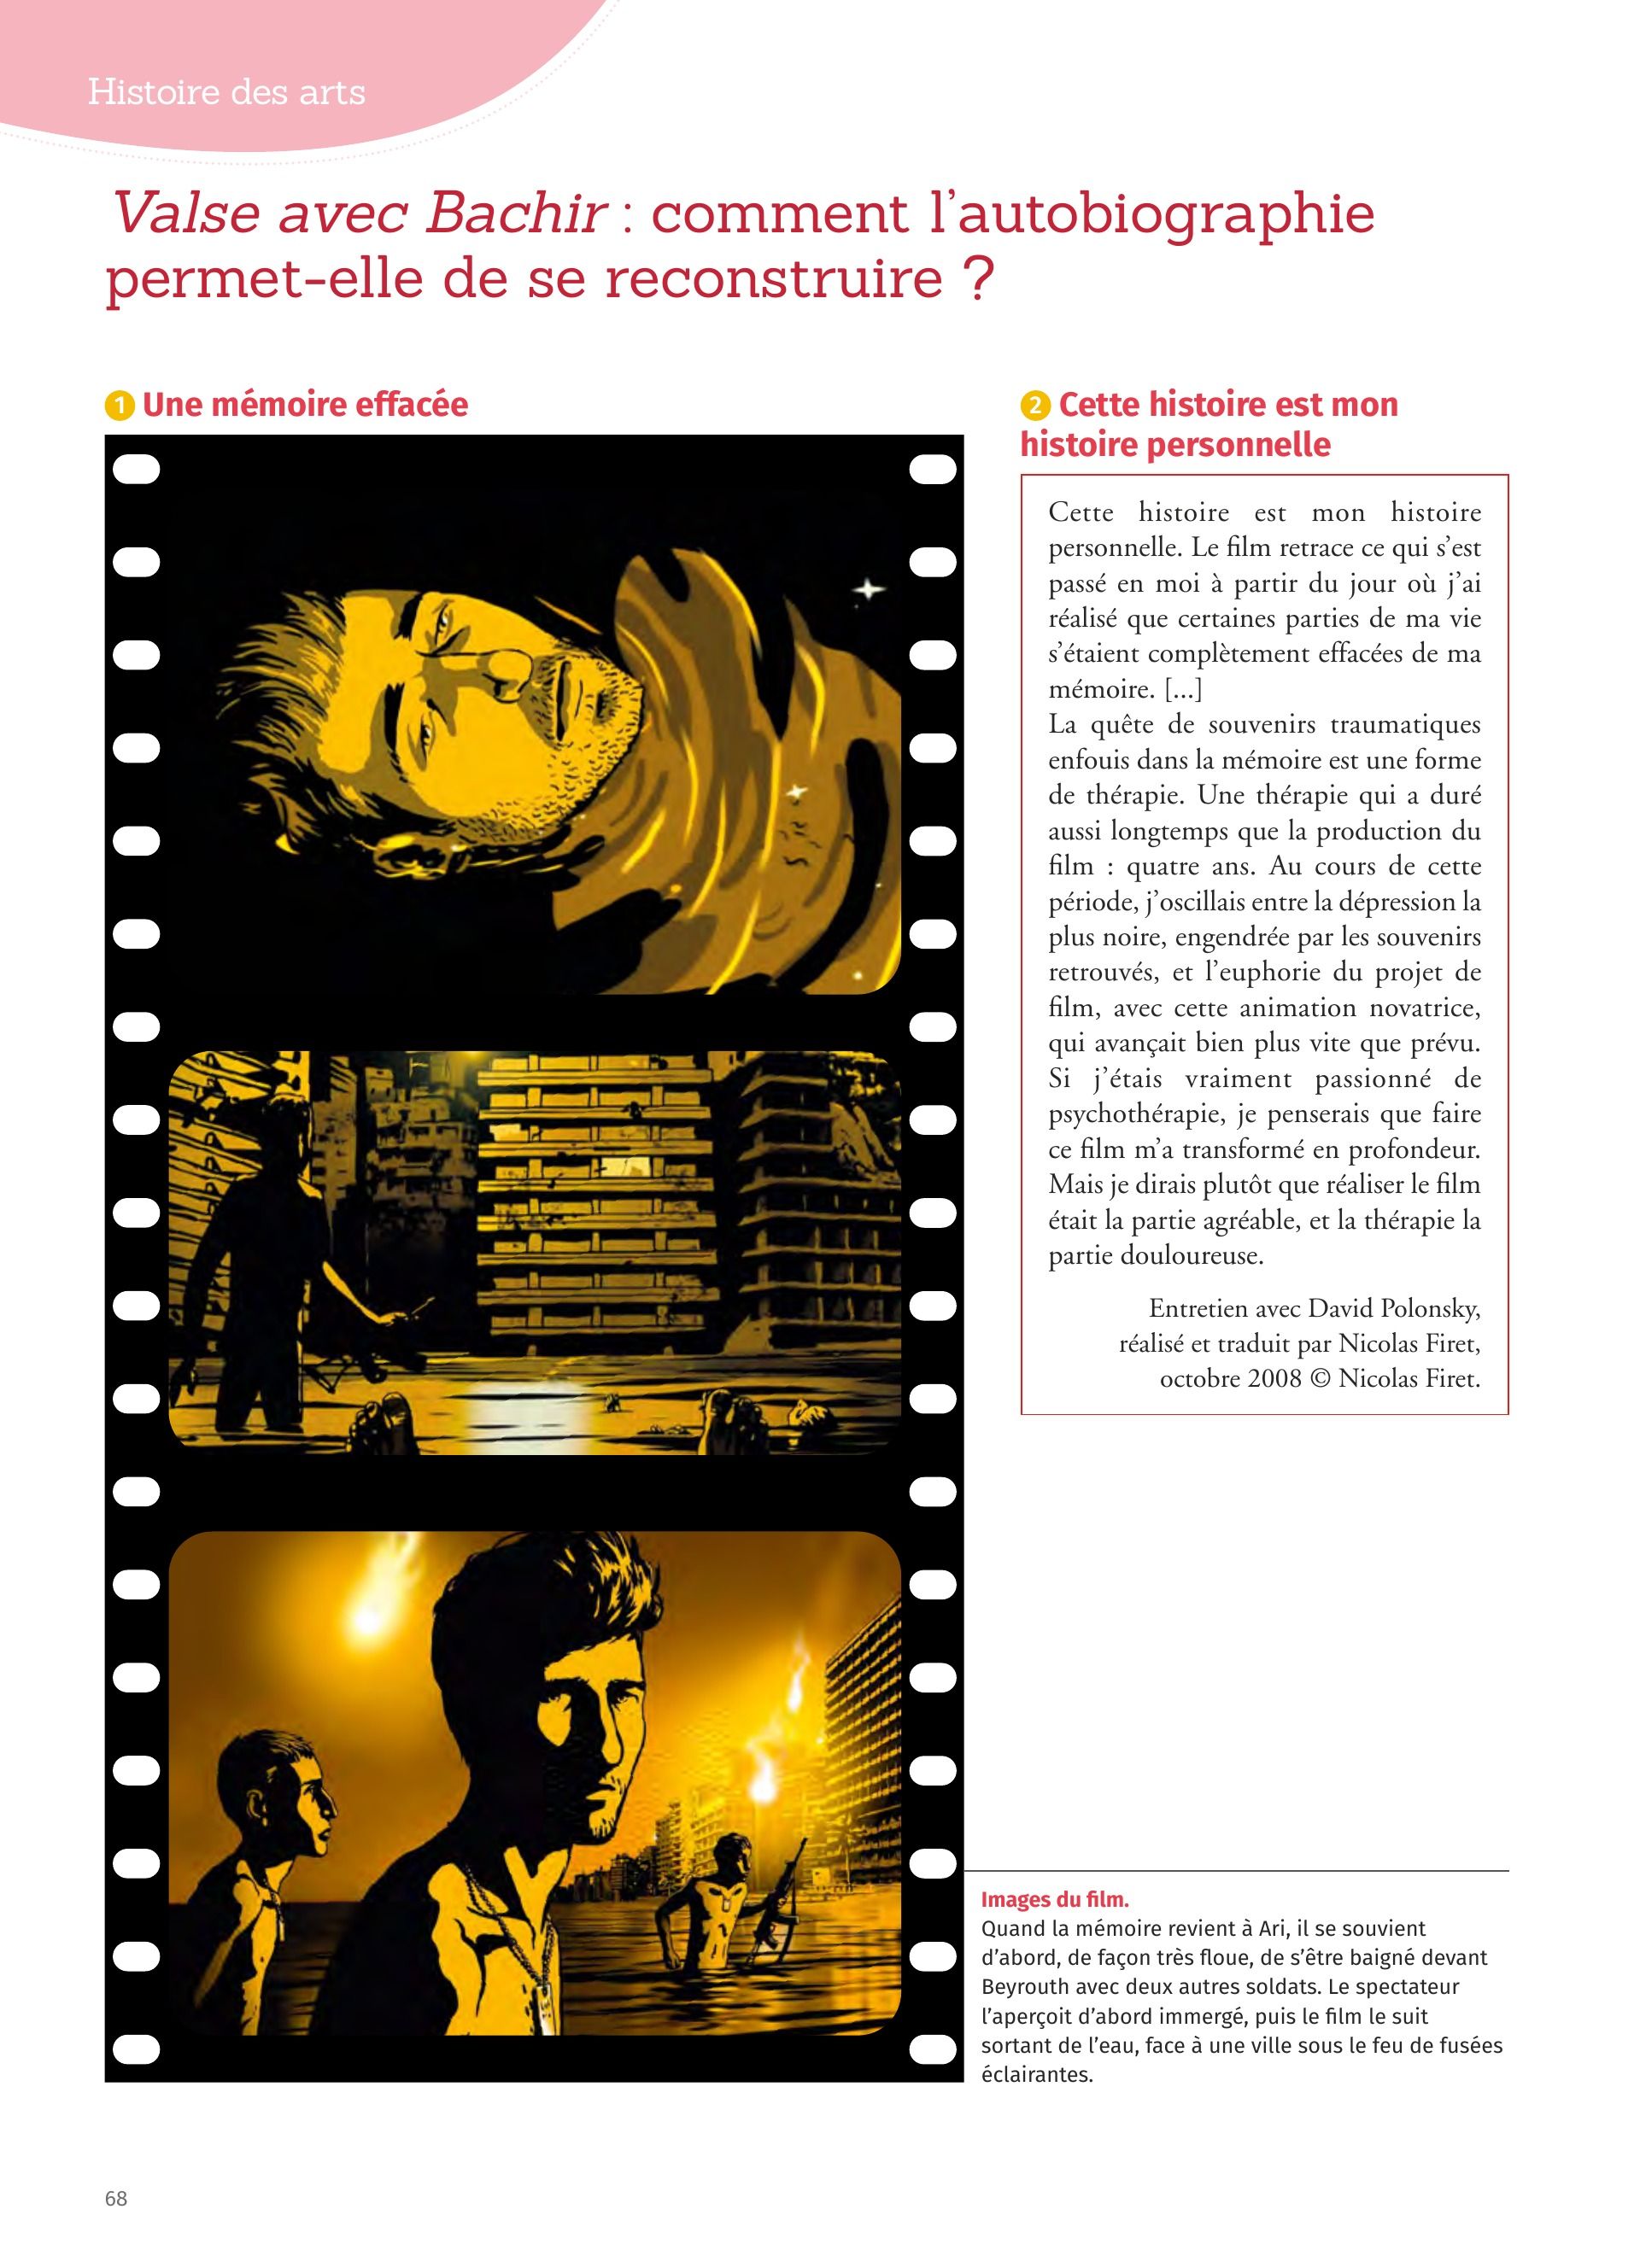 Histoire des arts
Valse avec Bachir : comment l’autobiographie
permet-elle de se reconstruire ?
1 Une mémoire effacée
2 Cette histoire est mon
histoire personnelle
Cette histoire est mon histoire
personnelle. Le film retrace ce qui s’est
passé en moi à partir du jour où j’ai
réalisé que certaines parties de ma vie
s’étaient complètement effacées de ma
mémoire. [...]
La quête de souvenirs traumatiques
enfouis dans la mémoire est une forme
de thérapie. Une thérapie qui a duré
aussi longtemps que la production du
film : quatre ans. Au cours de cette
période, j’oscillais entre la dépression la
plus noire, engendrée par les souvenirs
retrouvés, et l’euphorie du projet de
film, avec cette animation novatrice,
qui avançait bien plus vite que prévu.
Si j’étais vraiment passionné de
psychothérapie, je penserais que faire
ce film m’a transformé en profondeur.
Mais je dirais plutôt que réaliser le film
était la partie agréable, et la thérapie la
partie douloureuse.
Entretien avec David Polonsky,
réalisé et traduit par Nicolas Firet,
octobre 2008 © Nicolas Firet.
Images du film.
Quand la mémoire revient à Ari, il se souvient
d’abord, de façon très floue, de s’être baigné devant
Beyrouth avec deux autres soldats. Le spectateur
l’aperçoit d’abord immergé, puis le film le suit
sortant de l’eau, face à une ville sous le feu de fusées
éclairantes.
68